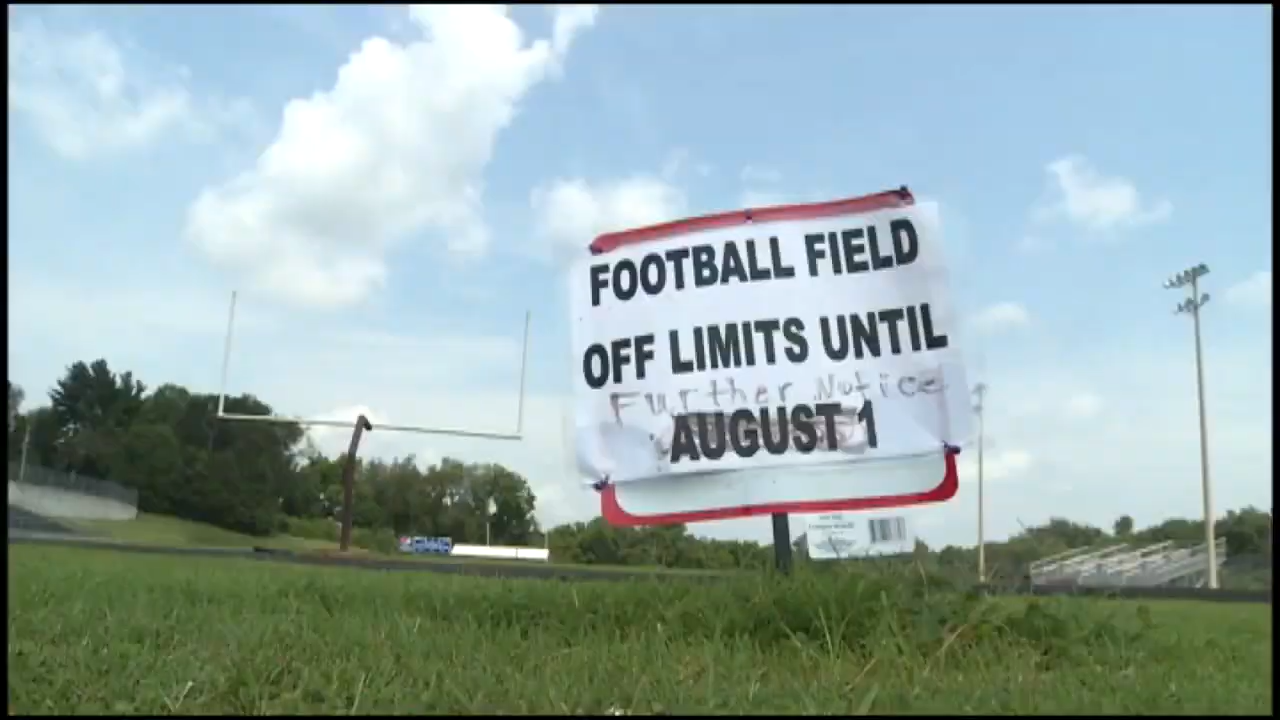 FOOTBALL FIELD
OFF LIMITS UNTIL
Further Notice
AUGUST 1